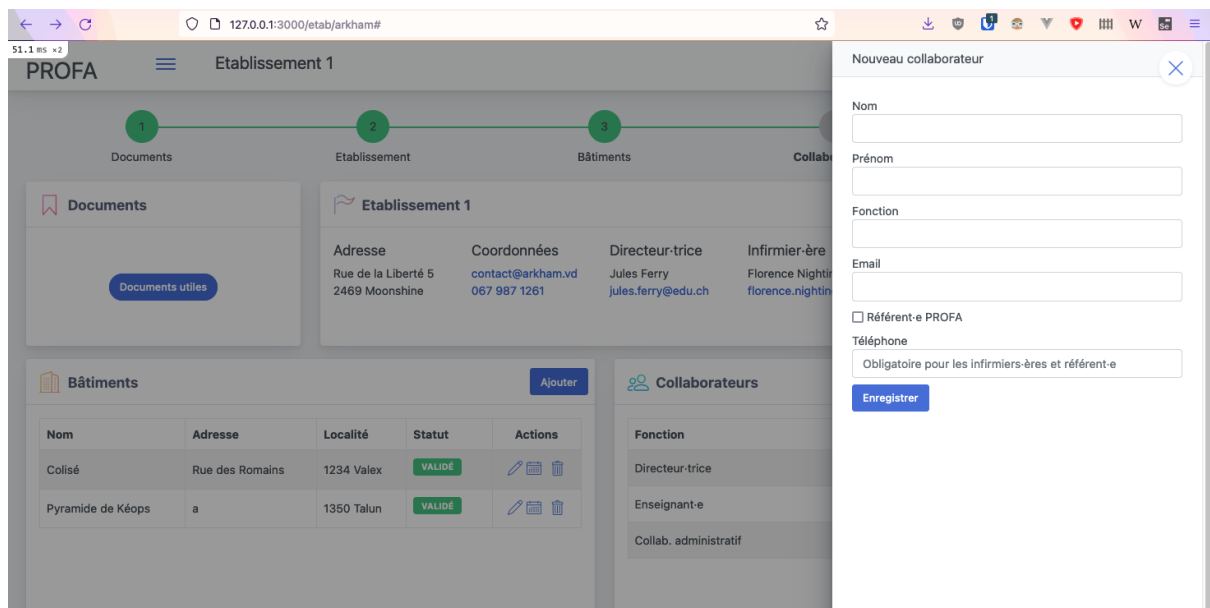 127.0.0.1:3000/etab/arkham#
1
W
Se
51.1 ms ×2
PROFA
Etablissement 1
Nouveau collaborateur
1
2
3
Documents
Etablissement
Bâtiments
Collab
Documents
Documents utiles
Etablissement 1
Adresse
Coordonnées
Directeur·trice
Infirmier·ère
Rue de la Liberté 5
contact@arkham.vd
Jules Ferry
Florence Nightin
2469 Moonshine
067 987 1261
jules.ferry@edu.ch
florence.nightin
Bâtiments
Ajouter
Nom
Adresse
Localité
Statut
Actions
Colisé
Rue des Romains
1234 Valex
VALIDÉ
Pyramide de Kéops
a
1350 Talun
VALIDÉ
Collaborateurs
Fonction
Directeur·trice
Enseignant·e
Collab. administratif
Nom
Prénom
Fonction
Email
Référent·e PROFA
Téléphone
Obligatoire pour les infirmiers·ères et référent·e
Enregistrer